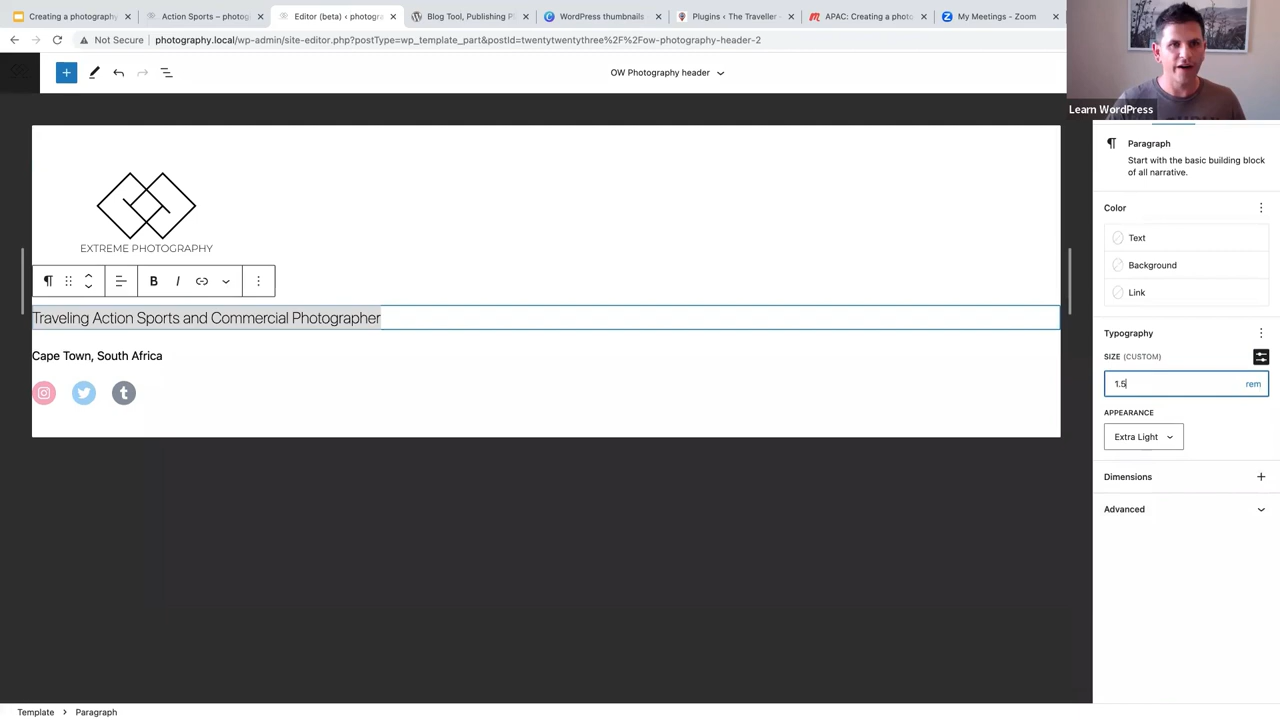 Creating a photography
Action Sports – photog
Editor (beta) ‹ photogra
Blog Tool, Publishing Pl
WordPress thumbnails
Plugins ‹ The Traveller
APAC: Creating a photo
My Meetings - Zoom
Not Secure
photography.local/wp-admin/site-editor.php?postType=wp_template_part&postId=twentytwentythree%2F%2Fow-photography-header-2
OW Photography header
Learn WordPress
EXTREME PHOTOGRAPHY
B I
Traveling Action Sports and Commercial Photographer
Cape Town, South Africa
Paragraph
Start with the basic building block
of all narrative.
Color
Text
Background
Link
Typography
SIZE (CUSTOM)
1.5 rem
APPEARANCE
Extra Light
Dimensions
Advanced
Template > Paragraph